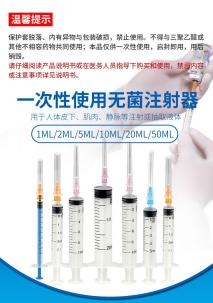 温馨提示
保护套脱落、内有异物与包装破损,禁止使用。不得与三聚乙醛或
其他不相容药物共同使用;本品仅供一次性使用,启封即用,用后
销毁。
请仔细阅读产品说明书或在医务人员指导下购买和使用。禁忌内容
或注意事项详见说明书。
一次性使用无菌注射器
用于人体皮下、肌肉、静脉等注射或抽取液体
1ML/2ML/5ML/10ML/20ML/50ML